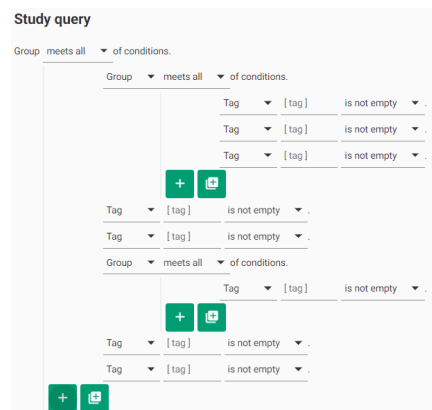 Study query
Group meets all of conditions.
Group meets all of conditions.
Tag [ tag ] is not empty .
Tag [ tag ] is not empty .
Tag [ tag ] is not empty .
+
Tag [ tag ] is not empty .
Tag [ tag ] is not empty .
Group meets all of conditions.
Tag [ tag ] is not empty .
+
Tag [ tag ] is not empty .
Tag [ tag ] is not empty .
+